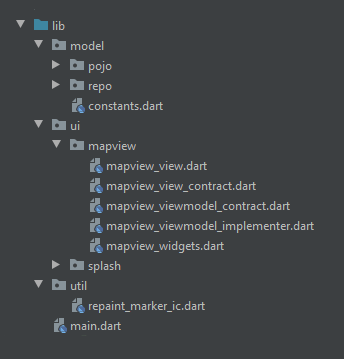 lib
model
pojo
repo
constants.dart
ui
mapview
mapview_view.dart
mapview_view_contract.dart
mapview_viewmodel_contract.dart
mapview_viewmodel_implementer.dart
mapview_widgets.dart
splash
util
repaint_marker_ic.dart
main.dart